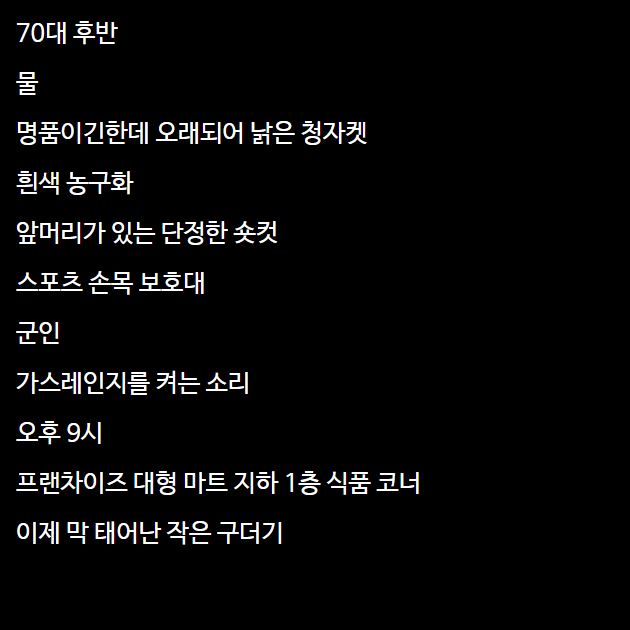 70대 후반
물
명품이긴한데 오래되어 낡은 청자켓
흰색 농구화
앞머리가 있는 단정한 숏컷
스포츠 손목 보호대
군인
가스레인지를 켜는 소리
오후 9시
프랜차이즈 대형 마트 지하 1층 식품 코너
이제 막 태어난 작은 구더기